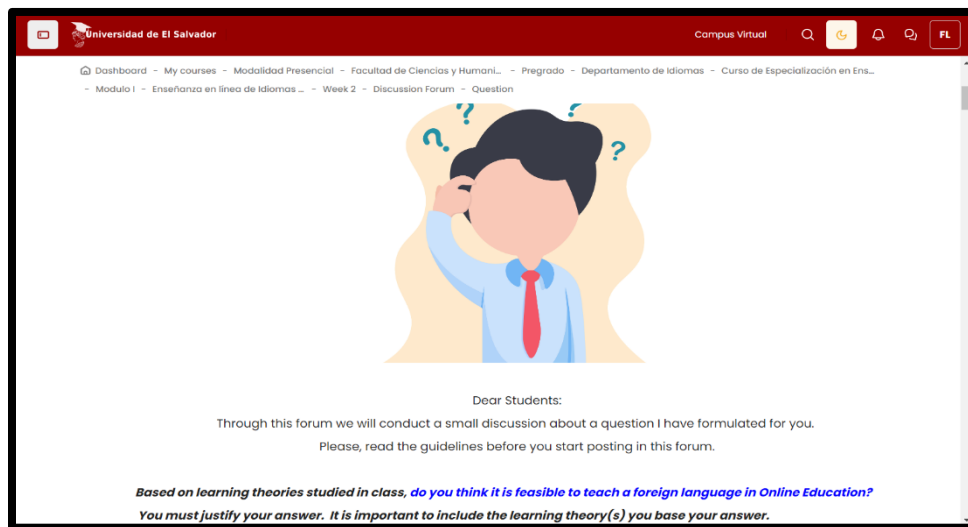 Universidad de El Salvador
Campus Virtual
FL
Dashboard - My courses - Modalidad Presencial - Facultad de Ciencias y Humani... - Pregrado - Departamento de Idiomas - Curso de Especialización en Ens...
- Modulo I - Enseñanza en línea de Idiomas ... - Week 2 - Discussion Forum - Question
? ? ? ?
Dear Students:
Through this forum we will conduct a small discussion about a question I have formulated for you.
Please, read the guidelines before you start posting in this forum.
Based on learning theories studied in class, do you think it is feasible to teach a foreign language in Online Education?
You must justify your answer. It is important to include the learning theory(s) you base your answer.